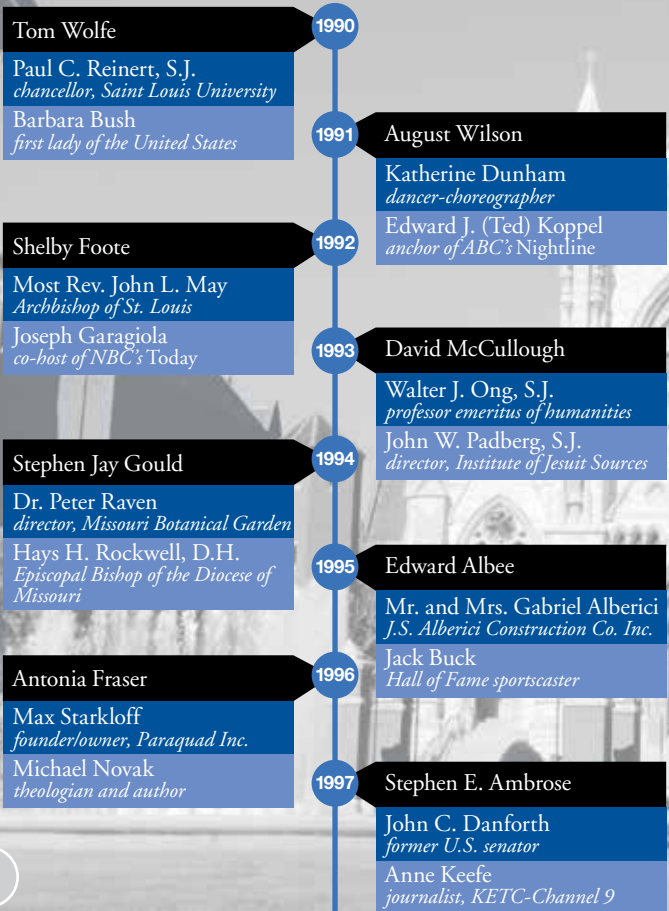 1990
Tom Wolfe
Paul C. Reinert, S.J.
chancellor, Saint Louis University
Barbara Bush
first lady of the United States
1991
August Wilson
Katherine Dunham
dancer-choreographer
Edward J. (Ted) Koppel
anchor of ABC's Nightline
1992
Shelby Foote
Most Rev. John L. May
Archbishop of St. Louis
Joseph Garagiola
co-host of NBC's Today
1993
David McCullough
Walter J. Ong, S.J.
professor emeritus of humanities
John W. Padberg, S.J.
director, Institute of Jesuit Sources
1994
Stephen Jay Gould
Dr. Peter Raven
director, Missouri Botanical Garden
Hays H. Rockwell, D.H.
Episcopal Bishop of the Diocese of
Missouri
1995
Edward Albee
Mr. and Mrs. Gabriel Alberici
J.S. Alberici Construction Co. Inc.
Jack Buck
Hall of Fame sportscaster
1996
Antonia Fraser
Max Starkloff
founder/owner, Paraquad Inc.
Michael Novak
theologian and author
1997
Stephen E. Ambrose
John C. Danforth
former U.S. senator
Anne Keefe
journalist, KETC-Channel 9